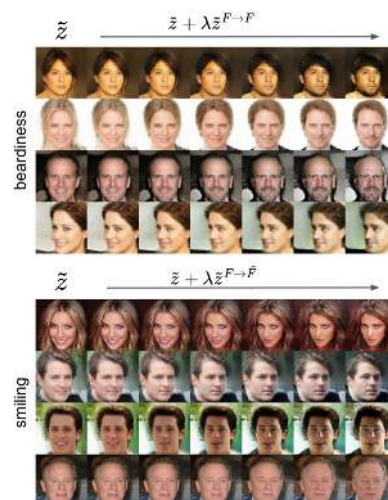 z̃ z̃ + λz̃^{F→F}
beardiness
z̃ z̃ + λz̃^{F→F̃}
smiling